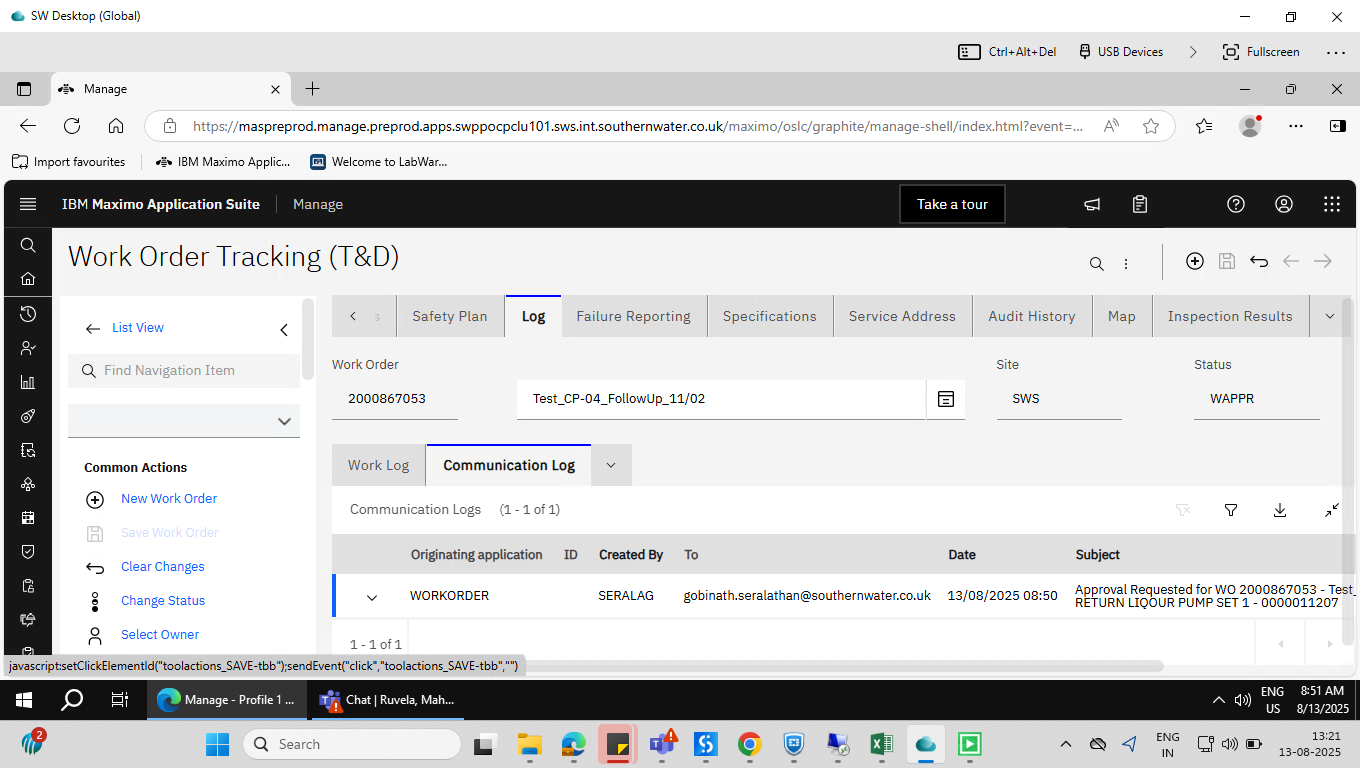 SW Desktop (Global)
Ctrl+Alt+Del
USB Devices
Fullscreen
Manage
https://maspreprod.manage.preprod.apps.swppocpclu101.sws.int.southernwater.co.uk/maximo/oslc/graphite/manage-shell/index.html?event=...
Import favourites
IBM Maximo Applic...
Welcome to LabWar...
IBM Maximo Application Suite
Manage
Take a tour
Work Order Tracking (T&D)
List View
Find Navigation Item
Common Actions
New Work Order
Save Work Order
Clear Changes
Change Status
Select Owner
s
Safety Plan
Log
Failure Reporting
Specifications
Service Address
Audit History
Map
Inspection Results
Work Order
Site
Status
2000867053
Test_CP-04_FollowUp_11/02
SWS
WAPPR
Work Log
Communication Log
Communication Logs (1 - 1 of 1)
Originating application ID Created By To Date Subject
WORKORDER SERALAG gobinath.seralathan@southernwater.co.uk 13/08/2025 08:50 Approval Requested for WO 2000867053 - Test_
RETURN LIQOUR PUMP SET 1 - 0000011207
1 - 1 of 1
javascript:setClickElementId("toolactions_SAVE-tbb");sendEvent("click","toolactions_SAVE-tbb","")
Manage - Profile 1 ...
Chat | Ruvela, Mah...
ENG
US
8:51 AM
8/13/2025
2
Search
ENG
IN
13:21
13-08-2025